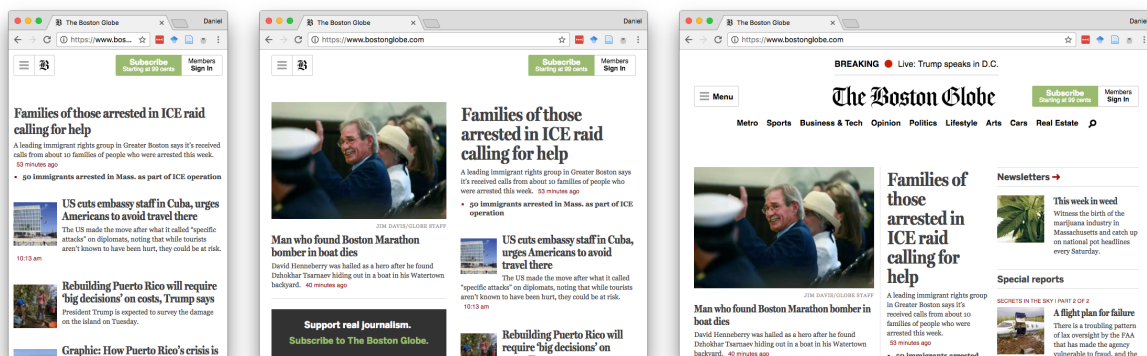 The Boston Globe
Daniel
https://www.bos...
B
Subscribe
Starting at 99 cents
Members
Sign In
Families of those arrested in ICE raid
calling for help
A leading immigrant rights group in Greater Boston says it's received
calls from about 10 families of people who were arrested this week.
53 minutes ago
• 50 immigrants arrested in Mass. as part of ICE operation
US cuts embassy staff in Cuba, urges
Americans to avoid travel there
The US made the move after what it called "specific
attacks" on diplomats, noting that while tourists
aren't known to have been hurt, they could be at risk.
10:13 am
Rebuilding Puerto Rico will require
'big decisions' on costs, Trump says
President Trump is expected to survey the damage
on the island on Tuesday.
Graphic: How Puerto Rico's crisis is
The Boston Globe
Daniel
https://www.bostonglobe.com
B
Subscribe
Starting at 99 cents
Members
Sign In
JIM DAVIS/GLOBE STAFF
Man who found Boston Marathon
bomber in boat dies
David Henneberry was hailed as a hero after he found
Dzhokhar Tsarnaev hiding out in a boat in his Watertown
backyard. 40 minutes ago
Support real journalism.
Subscribe to The Boston Globe.
Families of those
arrested in ICE raid
calling for help
A leading immigrant rights group in Greater Boston says
it's received calls from about 10 families of people who
were arrested this week. 53 minutes ago
• 50 immigrants arrested in Mass. as part of ICE
operation
US cuts embassy staff in Cuba,
urges Americans to avoid
travel there
The US made the move after what it called
"specific attacks" on diplomats, noting that while tourists
aren't known to have been hurt, they could be at risk.
10:13 am
Rebuilding Puerto Rico will
require 'big decisions' on
The Boston Globe
Daniel
https://www.bostonglobe.com
BREAKING Live: Trump speaks in D.C.
Menu
The Boston Globe
Subscribe
Starting at 99 cents
Members
Sign In
Metro Sports Business & Tech Opinion Politics Lifestyle Arts Cars Real Estate
JIM DAVIS/GLOBE STAFF
Man who found Boston Marathon bomber in
boat dies
David Henneberry was hailed as a hero after he found
Dzhokhar Tsarnaev hiding out in a boat in his Watertown
backyard. 40 minutes ago
Families of
those
arrested in
ICE raid
calling for
help
A leading immigrant rights group
in Greater Boston says it's
received calls from about 10
families of people who were
arrested this week.
53 minutes ago
• 50 immigrants arrested
Newsletters
This week in weed
Witness the birth of the
marijuana industry in
Massachusetts and catch up
on national pot headlines
every Saturday.
Special reports
SECRETS IN THE SKY I PART 2 OF 2
A flight plan for failure
There is a troubling pattern
of lax oversight by the FAA
that has made the agency
vulnerable to fraud, and the